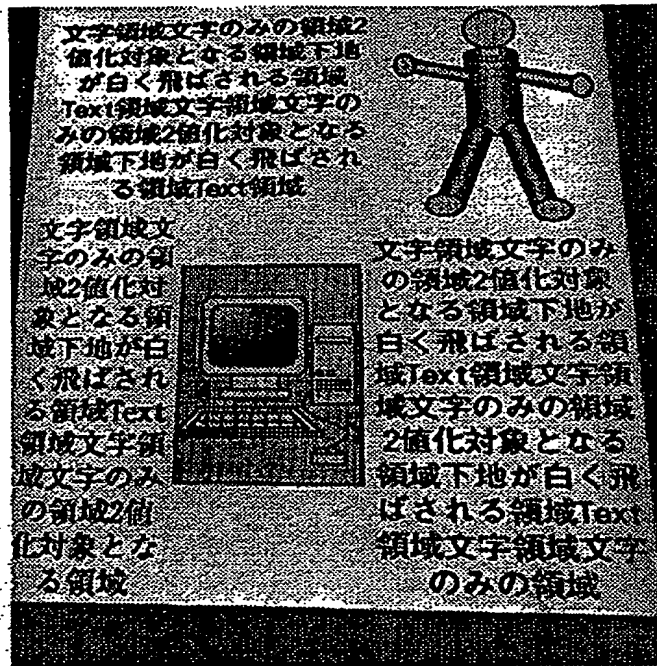 文字領域文字のみの領域2
値化対象となる領域下地
が白く飛ばされる領域
Text領域文字領域文字の
みの領域2値化対象となる
領域下地が白く飛ばされ
る領域Text領域
文字領域文
字のみの領
域2値化対
象となる領
域下地が白
く飛ばされ
る領域Text
領域文字領
域文字のみ
の領域2値
化対象とな
る領域
文字領域文字のみ
の領域2値化対象
となる領域下地が
白く飛ばされる領
域Text領域文字領
域文字のみの領域
2値化対象となる
領域下地が白く飛
ばされる領域Text
領域文字領域文字
のみの領域